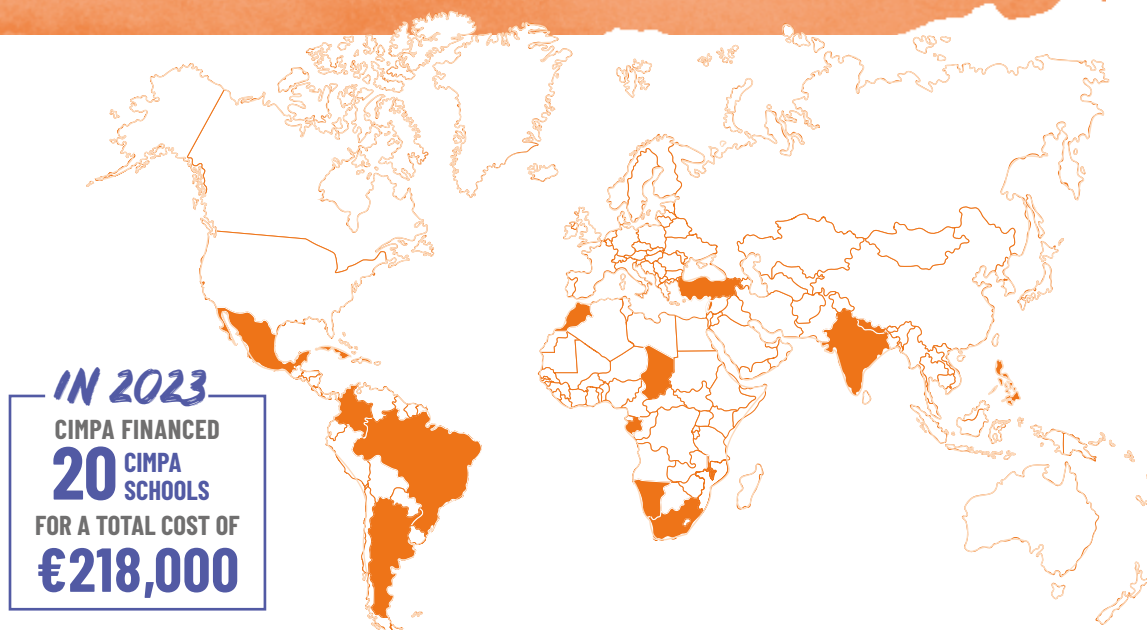 IN 2023
CIMPA FINANCED
20 CIMPA
SCHOOLS
FOR A TOTAL COST OF
€218,000